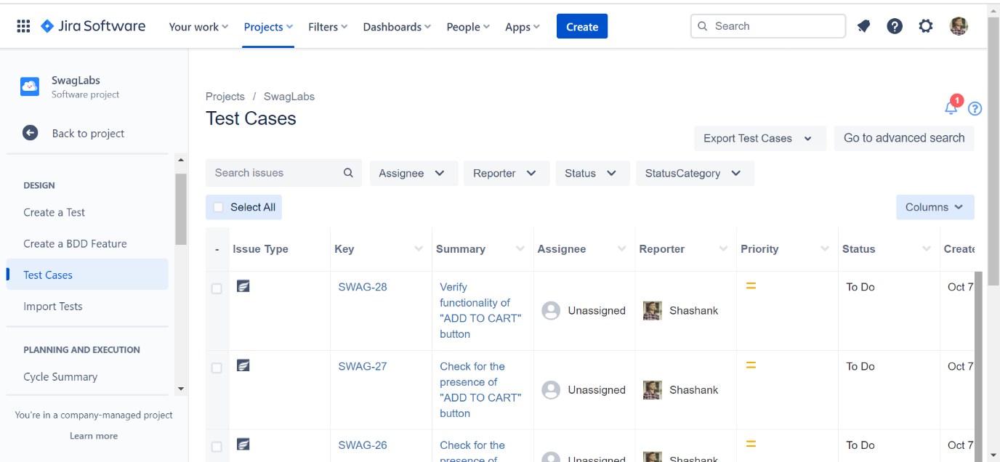 Jira Software
Your work
Projects
Filters
Dashboards
People
Apps
Create
Search
SwagLabs
Software project
Back to project
DESIGN
Create a Test
Create a BDD Feature
Test Cases
Import Tests
PLANNING AND EXECUTION
Cycle Summary
You're in a company-managed project
Learn more
Projects / SwagLabs
1
Test Cases
Export Test Cases
Go to advanced search
Search issues
Assignee
Reporter
Status
StatusCategory
Select All
Columns
- Issue Type Key Summary Assignee Reporter Priority Status Create
SWAG-28
Verify
functionality of
"ADD TO CART"
button
Unassigned
Shashank
To Do
Oct 7
SWAG-27
Check for the
presence of
"ADD TO CART"
button
Unassigned
Shashank
To Do
Oct 7
SWAG-26
Check for the
presence of
Unassigned
Shashank
To Do
Oct 7